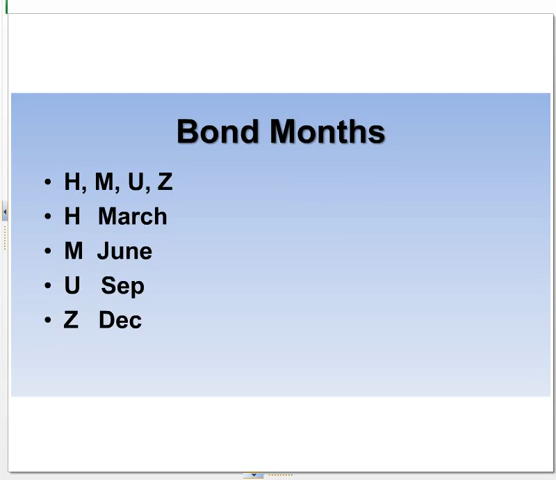 Bond Months
• H, M, U, Z
• H March
• M June
• U Sep
• Z Dec